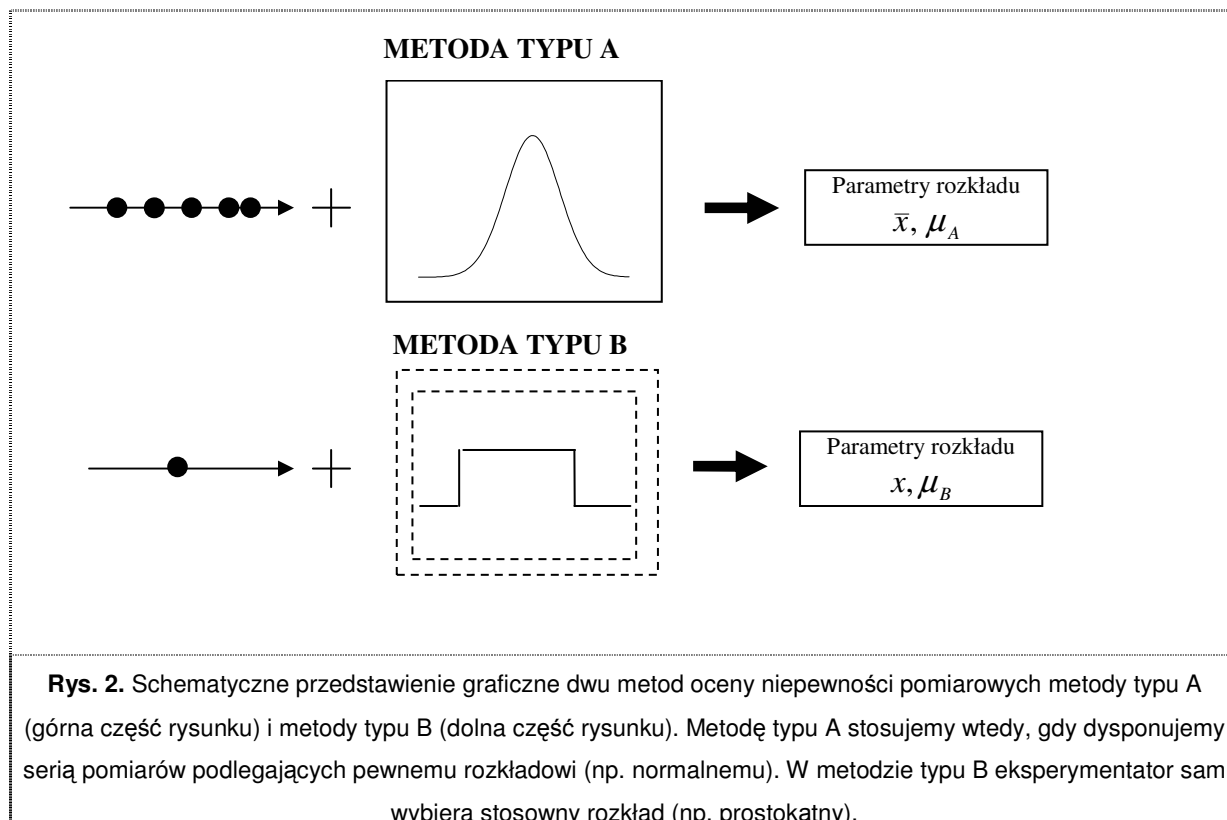 METODA TYPU A
Parametry rozkładu
x̅, μ_A
METODA TYPU B
Parametry rozkładu
x, μ_B
Rys. 2. Schematyczne przedstawienie graficzne dwu metod oceny niepewności pomiarowych metody typu A
(górna część rysunku) i metody typu B (dolna część rysunku). Metodę typu A stosujemy wtedy, gdy dysponujemy
serią pomiarów podlegających pewnemu rozkładowi (np. normalnemu). W metodzie typu B eksperymentator sam
wybiera stosowny rozkład (np. prostokątny).